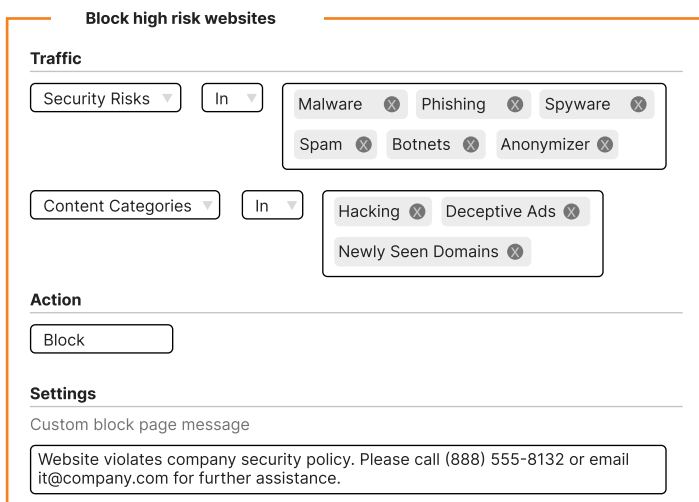 Block high risk websites
Traffic
Security Risks In Malware Phishing Spyware
Spam Botnets Anonymizer
Content Categories In Hacking Deceptive Ads
Newly Seen Domains
Action
Block
Settings
Custom block page message
Website violates company security policy. Please call (888) 555-8132 or email
it@company.com for further assistance.